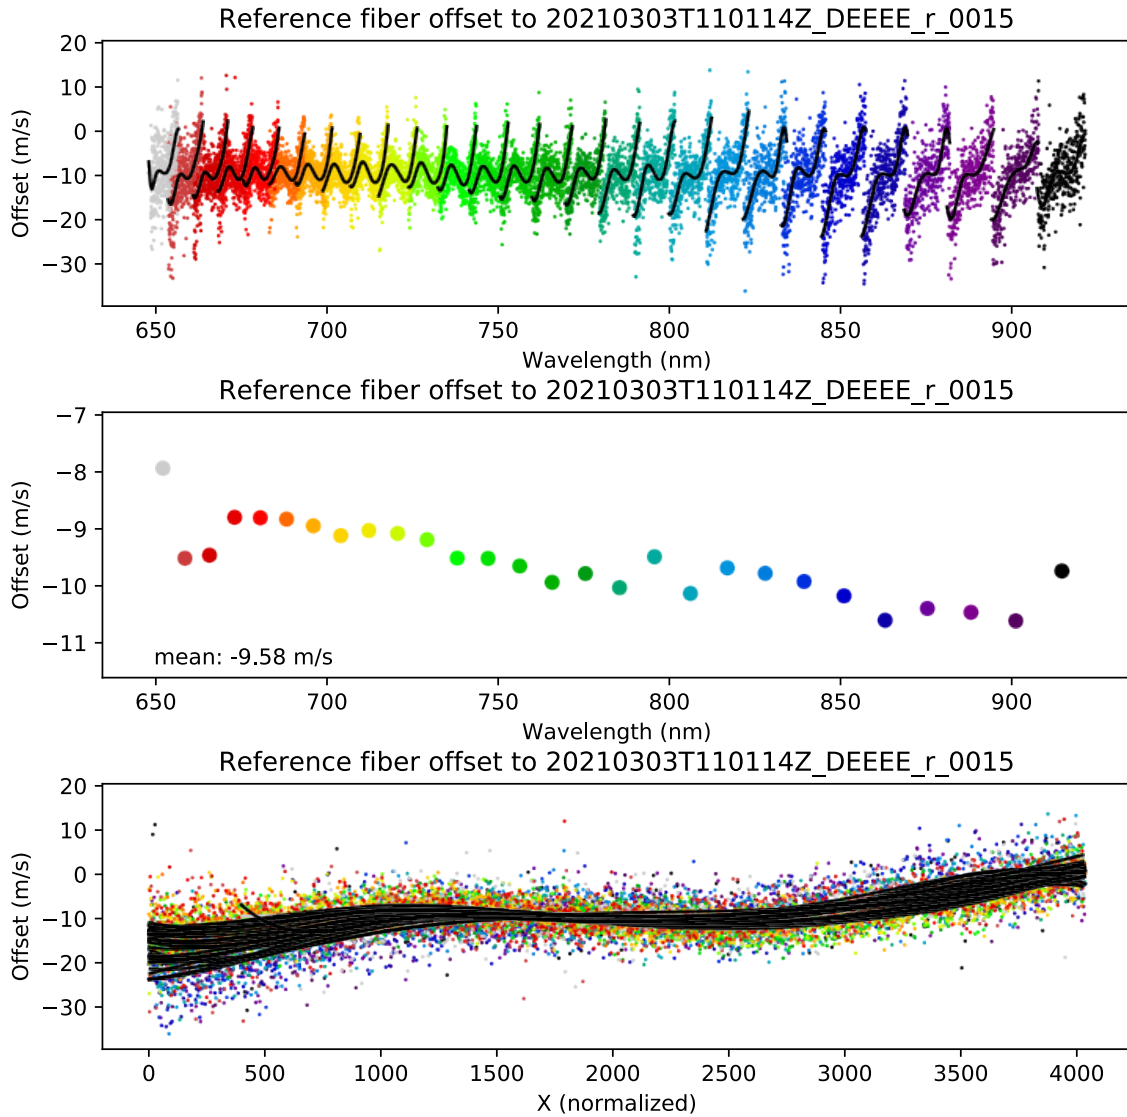 Reference fiber offset to 20210303T110114Z_DEEEE_r_0015
20
10
0
−10
−20
−30
Offset (m/s)
650 700 750 800 850 900
Wavelength (nm)
Reference fiber offset to 20210303T110114Z_DEEEE_r_0015
−7
−8
−9
−10
−11
Offset (m/s)
mean: -9.58 m/s
650 700 750 800 850 900
Wavelength (nm)
Reference fiber offset to 20210303T110114Z_DEEEE_r_0015
20
10
0
−10
−20
−30
Offset (m/s)
0 500 1000 1500 2000 2500 3000 3500 4000
X (normalized)